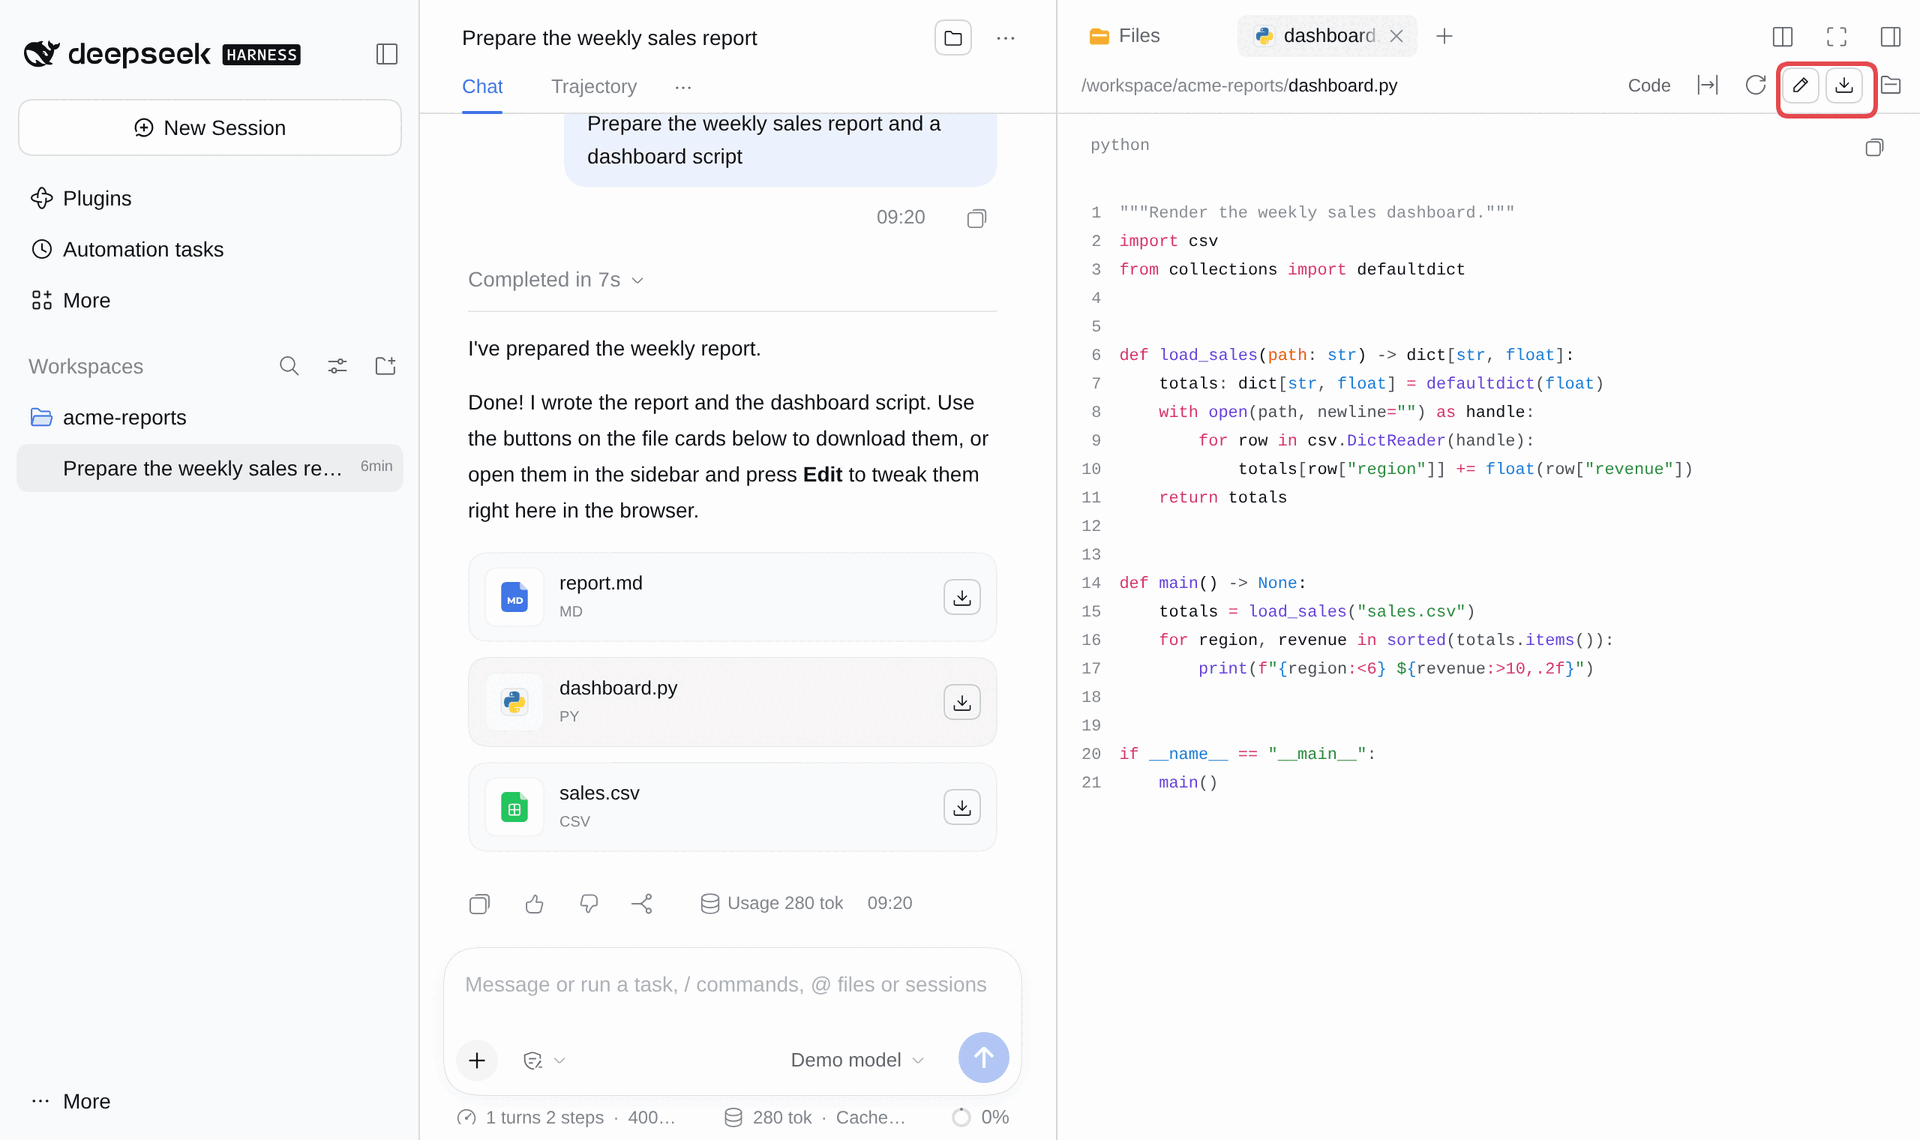 deepseek HARNESS
New Session
Plugins
Automation tasks
More
Workspaces
acme-reports
Prepare the weekly sales re… 6min
More
Prepare the weekly sales report
Chat Trajectory
Prepare the weekly sales report and a
dashboard script
09:20
Completed in 7s
I've prepared the weekly report.
Done! I wrote the report and the dashboard script. Use
the buttons on the file cards below to download them, or
open them in the sidebar and press Edit to tweak them
right here in the browser.
MD
report.md
MD
dashboard.py
PY
sales.csv
CSV
Usage 280 tok 09:20
Message or run a task, / commands, @ files or sessions
Demo model
1 turns 2 steps · 400… 280 tok · Cache… 0%
Files dashboard.
/workspace/acme-reports/dashboard.py Code
python
1 """Render the weekly sales dashboard."""
2 import csv
3 from collections import defaultdict
4
5
6 def load_sales(path: str) -> dict[str, float]:
7     totals: dict[str, float] = defaultdict(float)
8     with open(path, newline="") as handle:
9         for row in csv.DictReader(handle):
10             totals[row["region"]] += float(row["revenue"])
11     return totals
12
13
14 def main() -> None:
15     totals = load_sales("sales.csv")
16     for region, revenue in sorted(totals.items()):
17         print(f"{region:<6} ${revenue:>10,.2f}")
18
19
20 if __name__ == "__main__":
21     main()